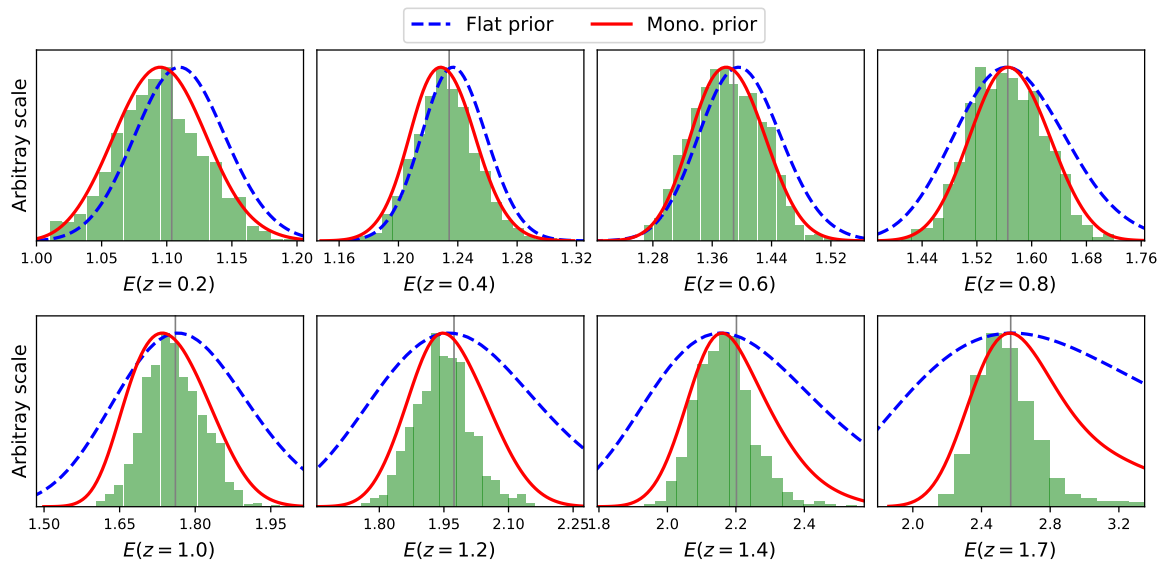 Flat prior Mono. prior
Arbitray scale
1.00 1.05 1.10 1.15 1.20
E(z = 0.2)
1.16 1.20 1.24 1.28 1.32
E(z = 0.4)
1.28 1.36 1.44 1.52
E(z = 0.6)
1.44 1.52 1.60 1.68 1.76
E(z = 0.8)
Arbitray scale
1.50 1.65 1.80 1.95
E(z = 1.0)
1.80 1.95 2.10 2.25
E(z = 1.2)
1.8 2.0 2.2 2.4
E(z = 1.4)
2.0 2.4 2.8 3.2
E(z = 1.7)